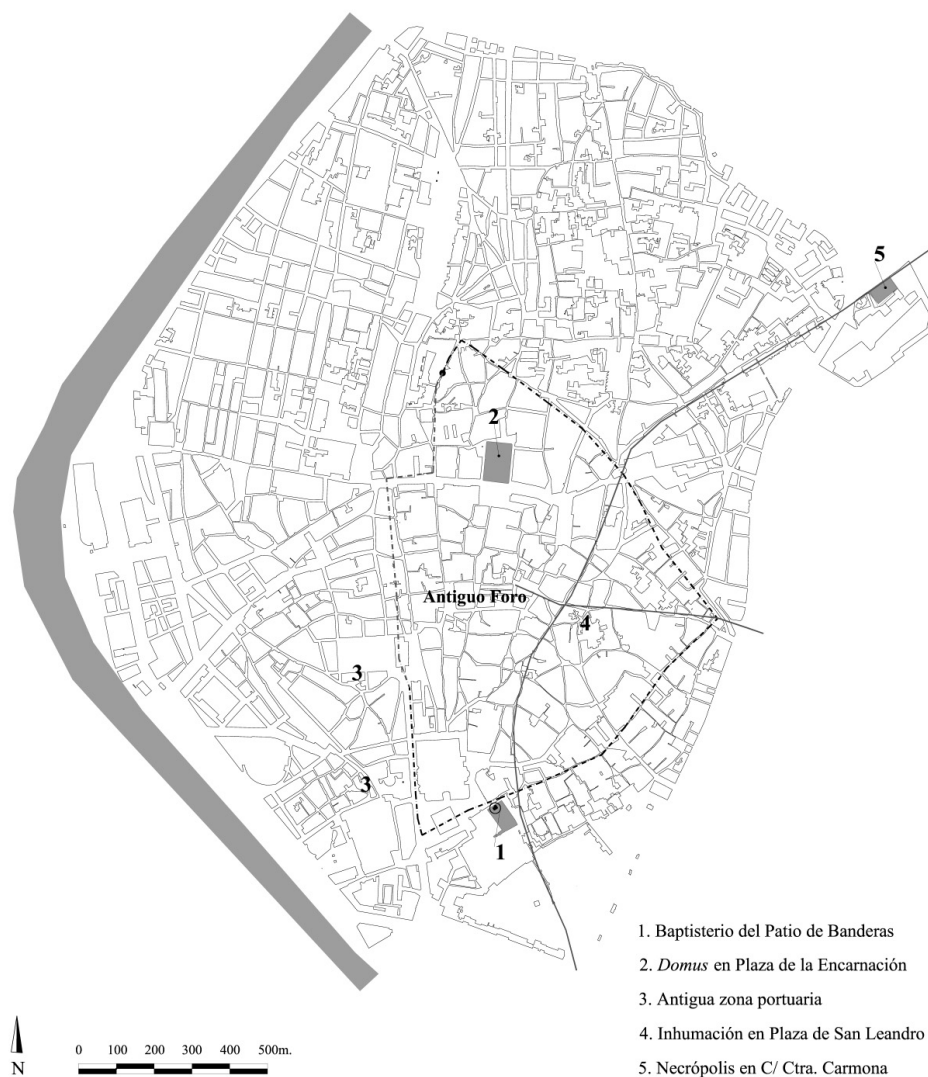 5
2
Antiguo Foro
4
3
3
1
1. Baptisterio del Patio de Banderas
2. Domus en Plaza de la Encarnación
3. Antigua zona portuaria
4. Inhumación en Plaza de San Leandro
5. Necrópolis en C/ Ctra. Carmona
N
0 100 200 300 400 500m.